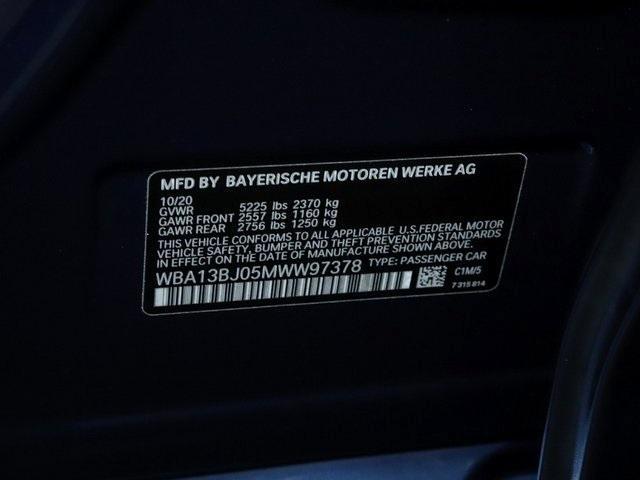 MFD BY BAYERISCHE MOTOREN WERKE AG
10/20
GVWR 5225 lbs 2370 kg
GAWR FRONT 2557 lbs 1160 kg
GAWR REAR 2756 lbs 1250 kg
THIS VEHICLE CONFORMS TO ALL APPLICABLE U.S.FEDERAL MOTOR
VEHICLE SAFETY, BUMPER AND THEFT PREVENTION STANDARDS
IN EFFECT ON THE DATE OF MANUFACTURE SHOWN ABOVE.
WBA13BJ05MWW97378 TYPE: PASSENGER CAR
C1M/5
7 315 814